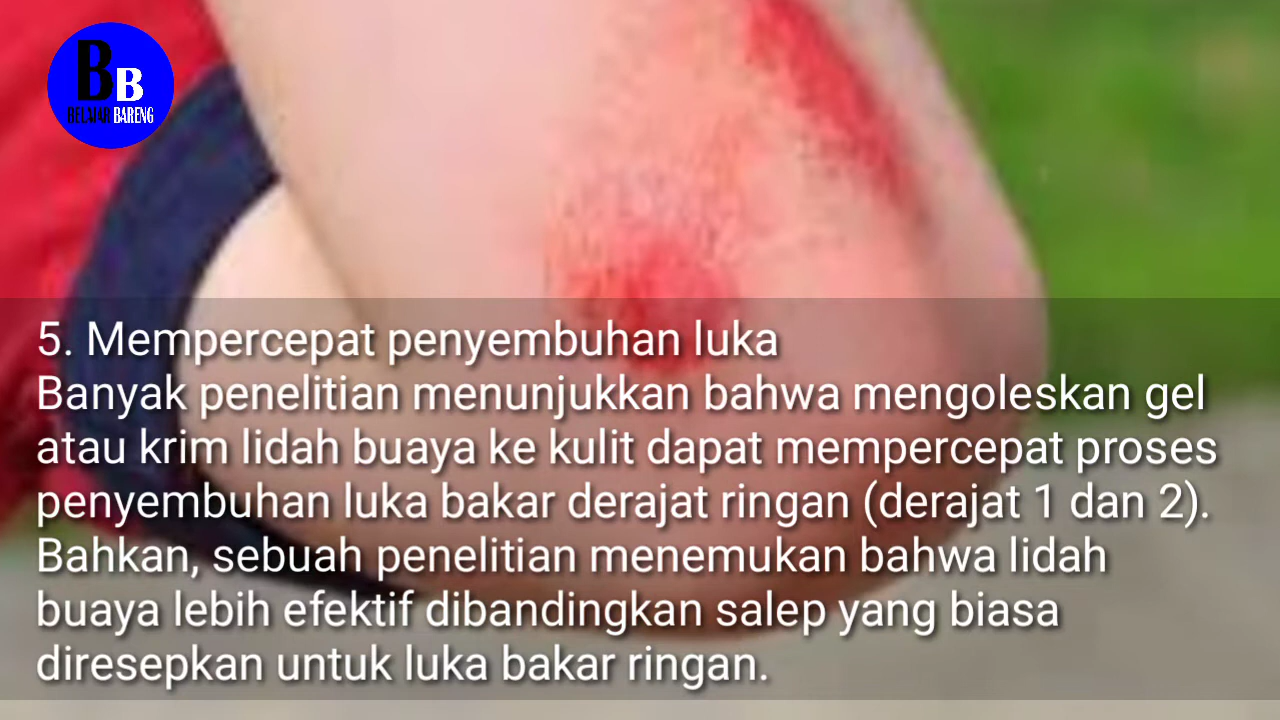 BB
BELAJAR BARENG
5. Mempercepat penyembuhan luka
Banyak penelitian menunjukkan bahwa mengoleskan gel
atau krim lidah buaya ke kulit dapat mempercepat proses
penyembuhan luka bakar derajat ringan (derajat 1 dan 2).
Bahkan, sebuah penelitian menemukan bahwa lidah
buaya lebih efektif dibandingkan salep yang biasa
diresepkan untuk luka bakar ringan.